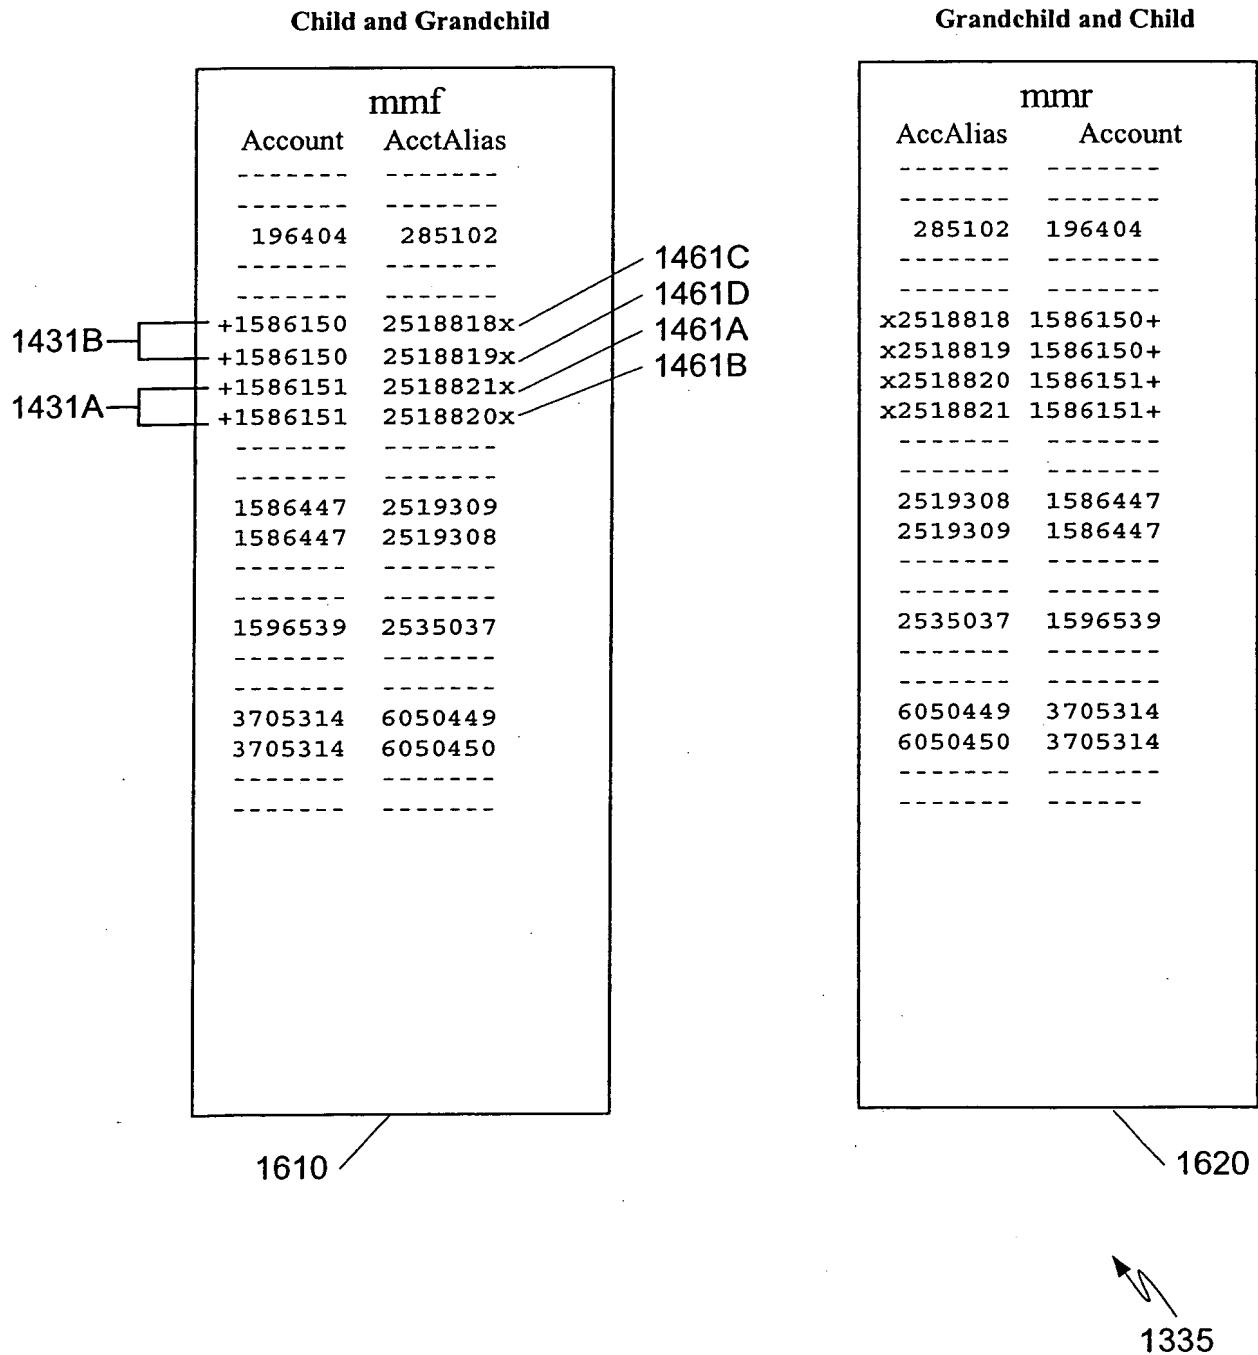 Child and Grandchild
mmf
Account AcctAlias
------- -------
------- -------
196404 285102
------- -------
------- -------
+1586150 2518818x
+1586150 2518819x
+1586151 2518821x
+1586151 2518820x
------- -------
------- -------
1586447 2519309
1586447 2519308
------- -------
------- -------
1596539 2535037
------- -------
------- -------
3705314 6050449
3705314 6050450
------- -------
------- -------
1431B
1431A
1461C
1461D
1461A
1461B
1610
Grandchild and Child
mmr
AccAlias Account
------- -------
------- -------
285102 196404
------- -------
------- -------
x2518818 1586150+
x2518819 1586150+
x2518820 1586151+
x2518821 1586151+
------- -------
------- -------
2519308 1586447
2519309 1586447
------- -------
------- -------
2535037 1596539
------- -------
------- -------
6050449 3705314
6050450 3705314
------- -------
------- ------
1620
1335